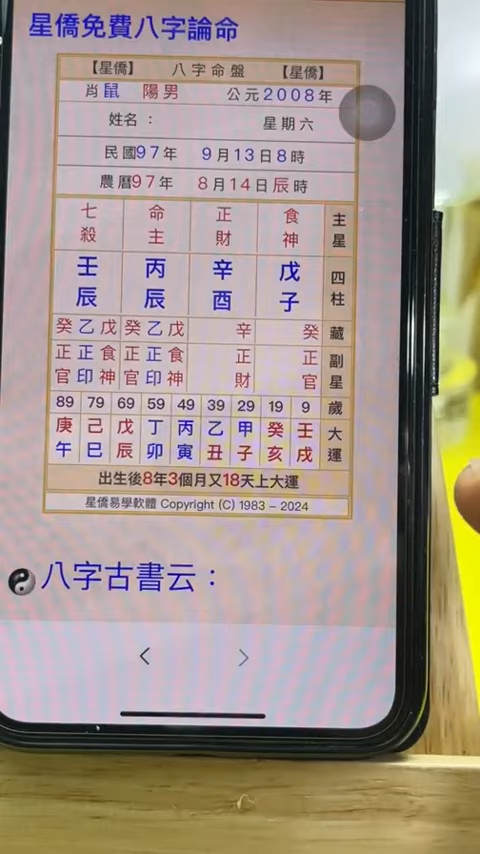 星僑免費八字論命
【星僑】 八字命盤 【星僑】
肖鼠 陽男 公元2008年
姓名： 星期六
民國97年 9月13日8時
農曆97年 8月14日辰時
七殺 命主 正財 食神 主星
壬辰 丙辰 辛酉 戊子 四柱
癸乙戊 癸乙戊 辛 癸 藏
正官 正印 食神 正官 正印 食神 正財 正官 副星
89 79 69 59 49 39 29 19 9 歲
庚午 己巳 戊辰 丁卯 丙寅 乙丑 甲子 癸亥 壬戌 大運
出生後8年3個月又18天上大運
星僑易學軟體 Copyright (C) 1983 - 2024
八字古書云：